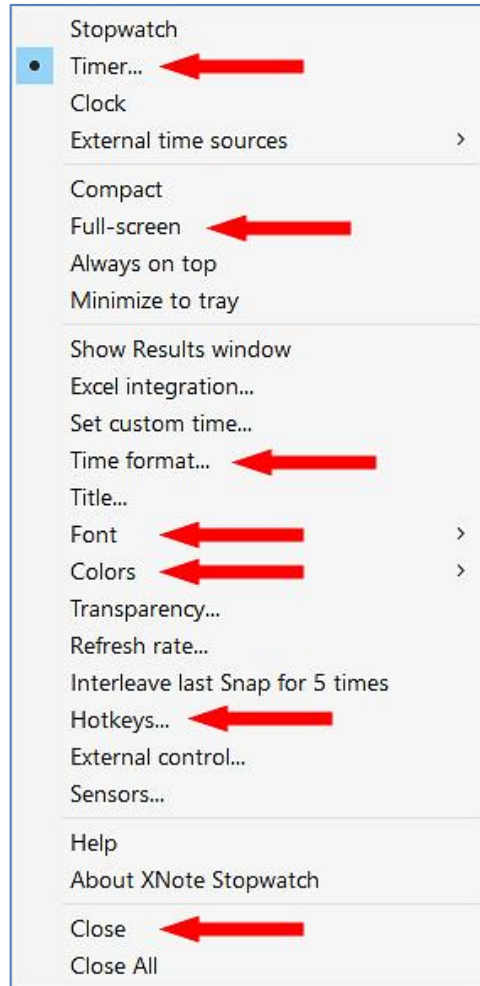 Stopwatch
Timer...
Clock
External time sources
Compact
Full-screen
Always on top
Minimize to tray
Show Results window
Excel integration...
Set custom time...
Time format...
Title...
Font
Colors
Transparency...
Refresh rate...
Interleave last Snap for 5 times
Hotkeys...
External control...
Sensors...
Help
About XNote Stopwatch
Close
Close All